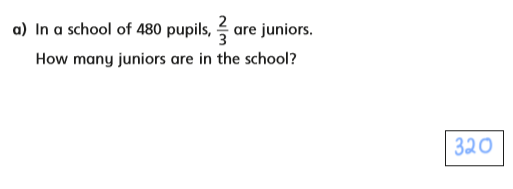 a) In a school of 480 pupils, 2/3 are juniors.
How many juniors are in the school?
320